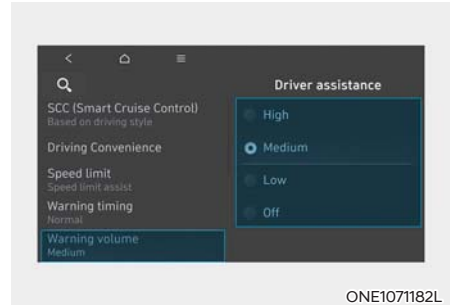 Driver assistance
SCC (Smart Cruise Control)
Based on driving style
Driving Convenience
Speed limit
Speed limit assist
Warning timing
Normal
Warning volume
Medium
High
Medium
Low
Off
ONE1071182L